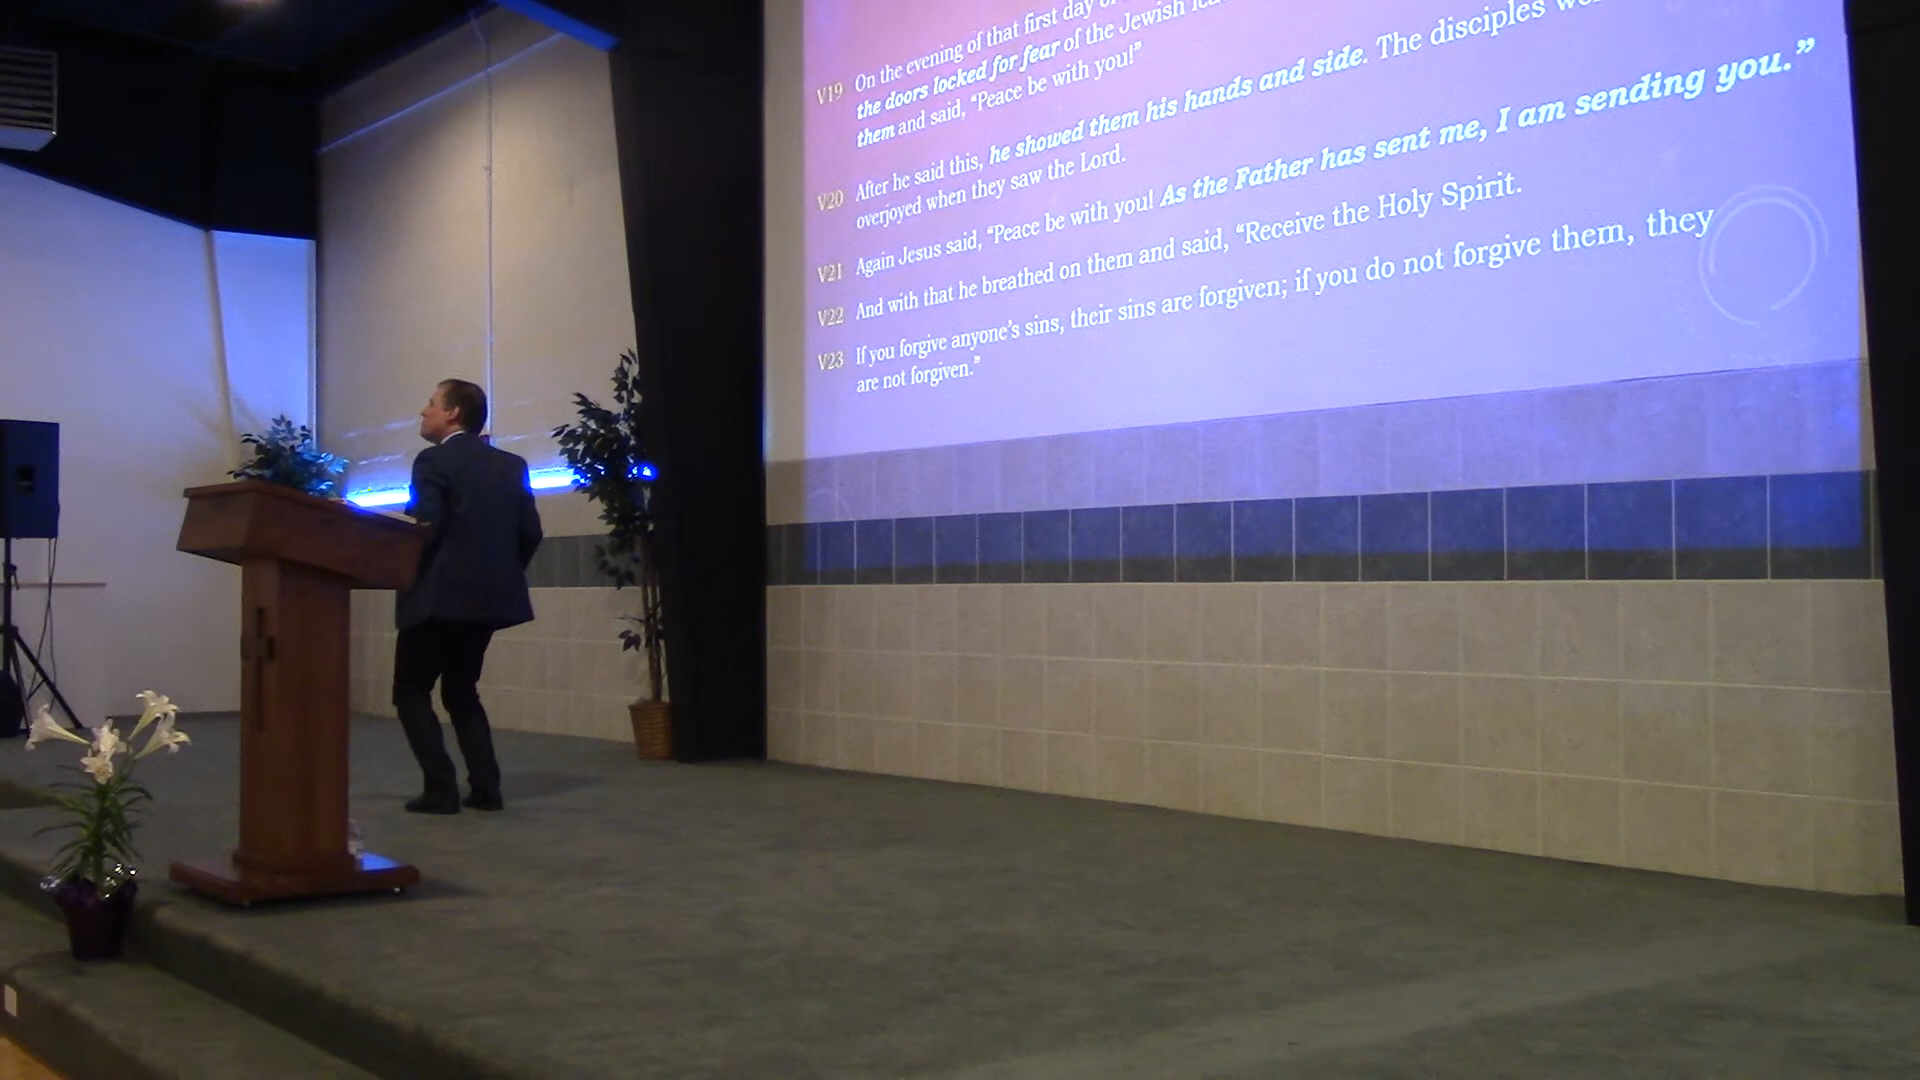 V19 On the evening of that first day
the doors locked for fear of the Jewish
them and said, “Peace be with you!”
V20 After he said this, he showed them his hands and side. The disciples
overjoyed when they saw the Lord.
V21 Again Jesus said, “Peace be with you! As the Father has sent me, I am sending you.”
V22 And with that he breathed on them and said, “Receive the Holy Spirit.
V23 If you forgive anyone’s sins, their sins are forgiven; if you do not forgive them, they
are not forgiven.”